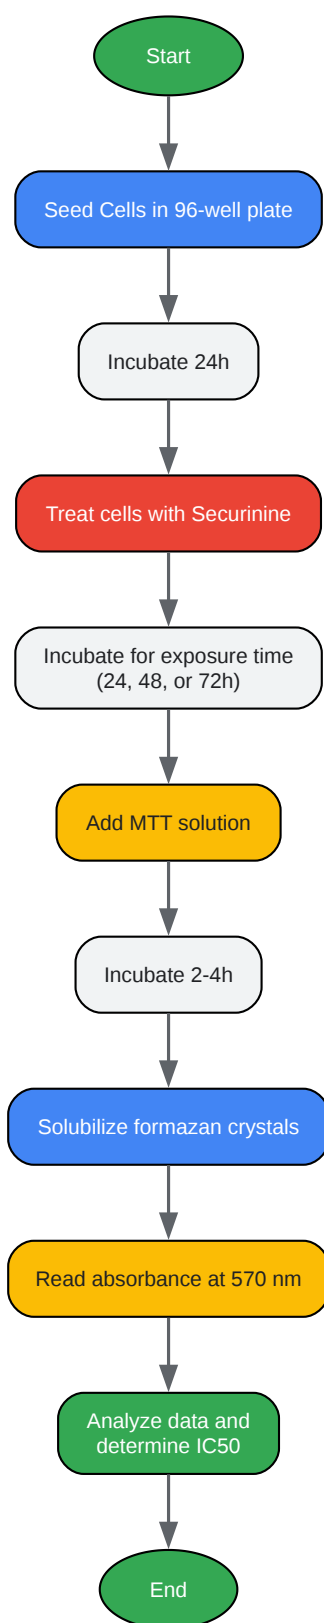 Start
Seed Cells in 96-well plate
Incubate 24h
Treat cells with Securinine
Incubate for exposure time
(24, 48, or 72h)
Add MTT solution
Incubate 2-4h
Solubilize formazan crystals
Read absorbance at 570 nm
Analyze data and
determine IC50
End